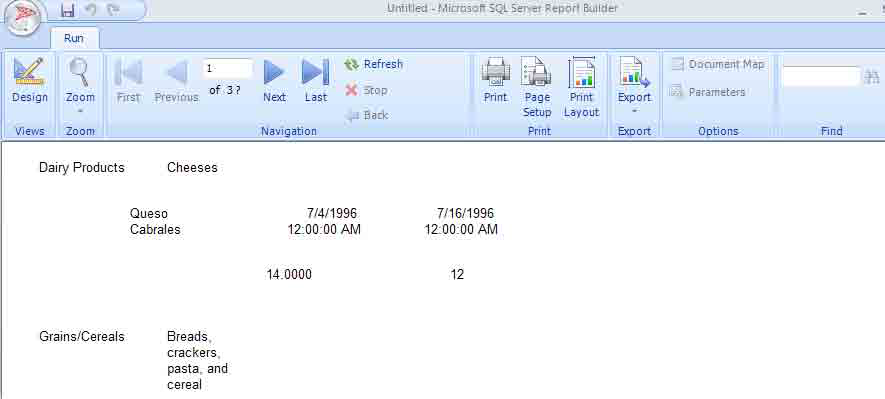 Untitled - Microsoft SQL Server Report Builder
Run
1
of 3 ?
Refresh
Stop
Back
Design
Zoom
First
Previous
Next
Last
Print
Page Setup
Print Layout
Export
Document Map
Parameters
Views
Zoom
Navigation
Print
Export
Options
Find
Dairy Products Cheeses
Queso 7/4/1996 7/16/1996
Cabrales 12:00:00 AM 12:00:00 AM
14.0000 12
Grains/Cereals Breads,
crackers,
pasta, and
cereal